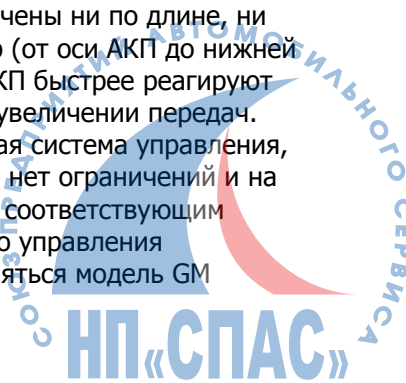 чены ни по длине, ни
о (от оси АКП до нижней
КП быстрее реагируют
увеличении передач.
ая система управления,
нет ограничений и на
соответствующим
о управления
яться модель GM
СОЮЗ ПРЕДПРИЯТИЙ АВТОМОБИЛЬНОГО СЕРВИСА
НП «СПАС»